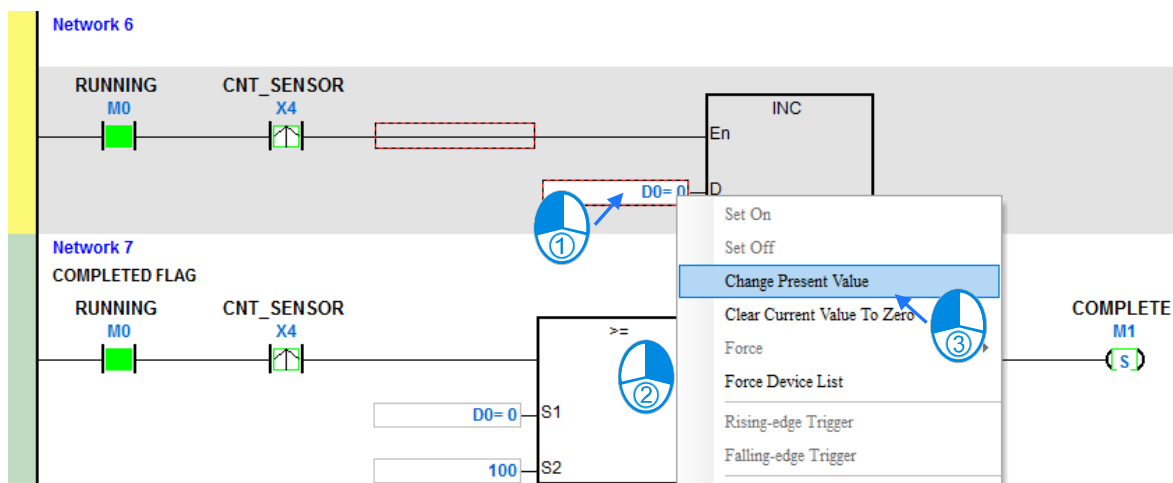 Network 6
RUNNING
CNT_SENSOR
M0
X4
INC
En
D0= 0
D
①
Set On
Set Off
Change Present Value
Clear Current Value To Zero
Force
Force Device List
Rising-edge Trigger
Falling-edge Trigger
③
Network 7
COMPLETED FLAG
RUNNING
CNT_SENSOR
COMPLETE
M0
X4
>=
M1
②
S
D0= 0
S1
100
S2